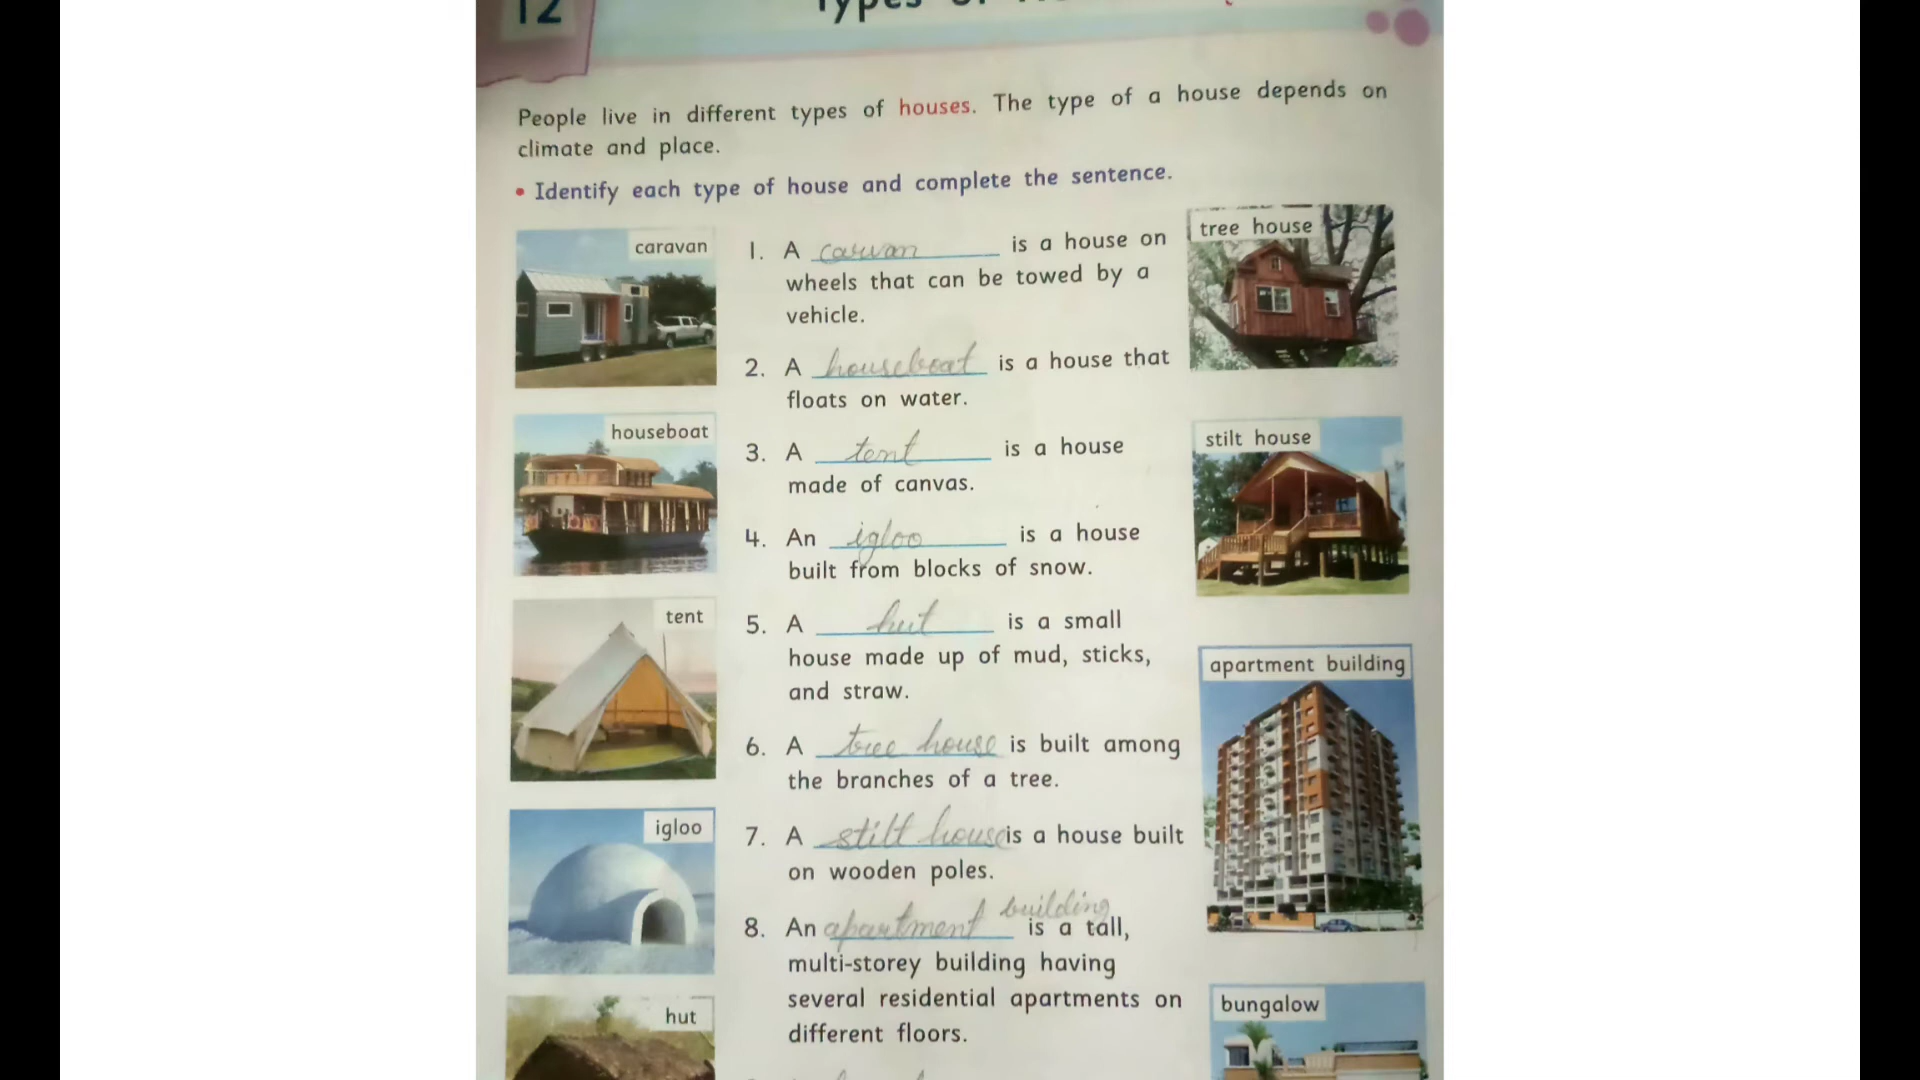 12
Types of
People live in different types of houses. The type of a house depends on
climate and place.
• Identify each type of house and complete the sentence.
caravan
1. A carvan is a house on
wheels that can be towed by a
vehicle.
tree house
houseboat
2. A houseboat is a house that
floats on water.
3. A tent is a house
made of canvas.
stilt house
tent
4. An igloo is a house
built from blocks of snow.
5. A hut is a small
house made up of mud, sticks,
and straw.
apartment building
igloo
6. A tree house is built among
the branches of a tree.
7. A stilt house is a house built
on wooden poles.
8. An apartment building is a tall,
multi-storey building having
several residential apartments on
different floors.
hut
bungalow